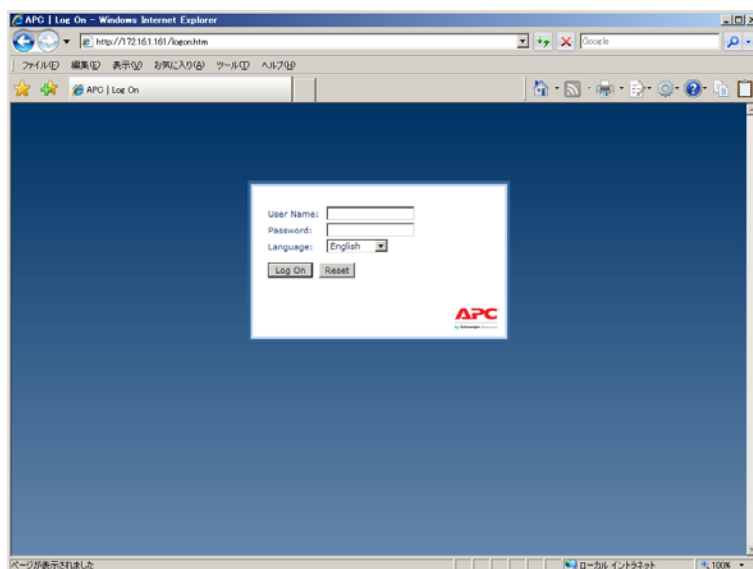 APC | Log On - Windows Internet Explorer
http://172.16.1.161/logon.htm
Google
ファイル(F) 編集(E) 表示(V) お気に入り(A) ツール(T) ヘルプ(H)
APC | Log On
User Name:
Password:
Language: English
Log On Reset
APC
by Schneider Electric
ページが表示されました
ローカル イントラネット
100%